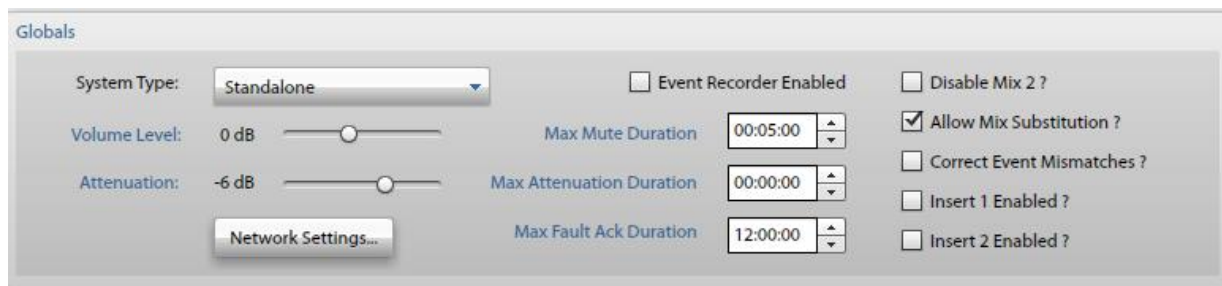 Globals
System Type: Standalone Event Recorder Enabled Disable Mix 2 ?
Volume Level: 0 dB Max Mute Duration 00:05:00 Allow Mix Substitution ?
Correct Event Mismatches ?
Attenuation: -6 dB Max Attenuation Duration 00:00:00
Insert 1 Enabled ?
Network Settings... Max Fault Ack Duration 12:00:00 Insert 2 Enabled ?